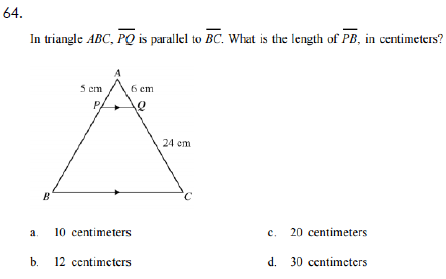 64.
In triangle ABC, PQ is parallel to BC. What is the length of PB, in centimeters?
A
5 cm
6 cm
P
Q
24 cm
B
C
a. 10 centimeters
c. 20 centimeters
b. 12 centimeters
d. 30 centimeters